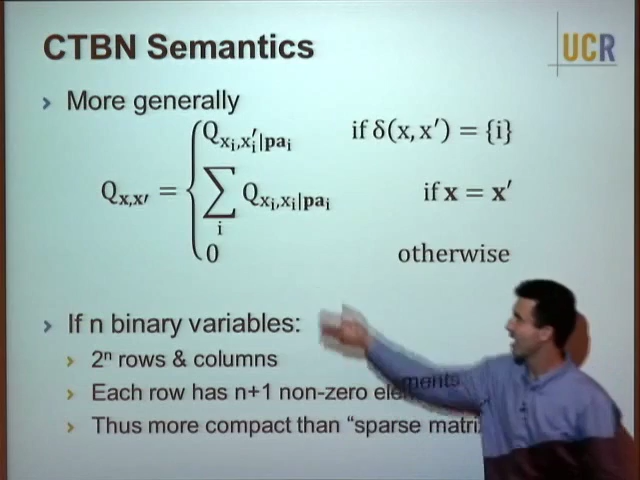 CTBN Semantics
UCR
More generally
Q_{x_i,x_i'|pa_i} if δ(x, x′) = {i}
Q_{x,x′} = { ∑_i Q_{x_i,x_i|pa_i} if x = x′
0 otherwise
If n binary variables:
2ⁿ rows & columns
Each row has n+1 non-zero elements
Thus more compact than "sparse matri